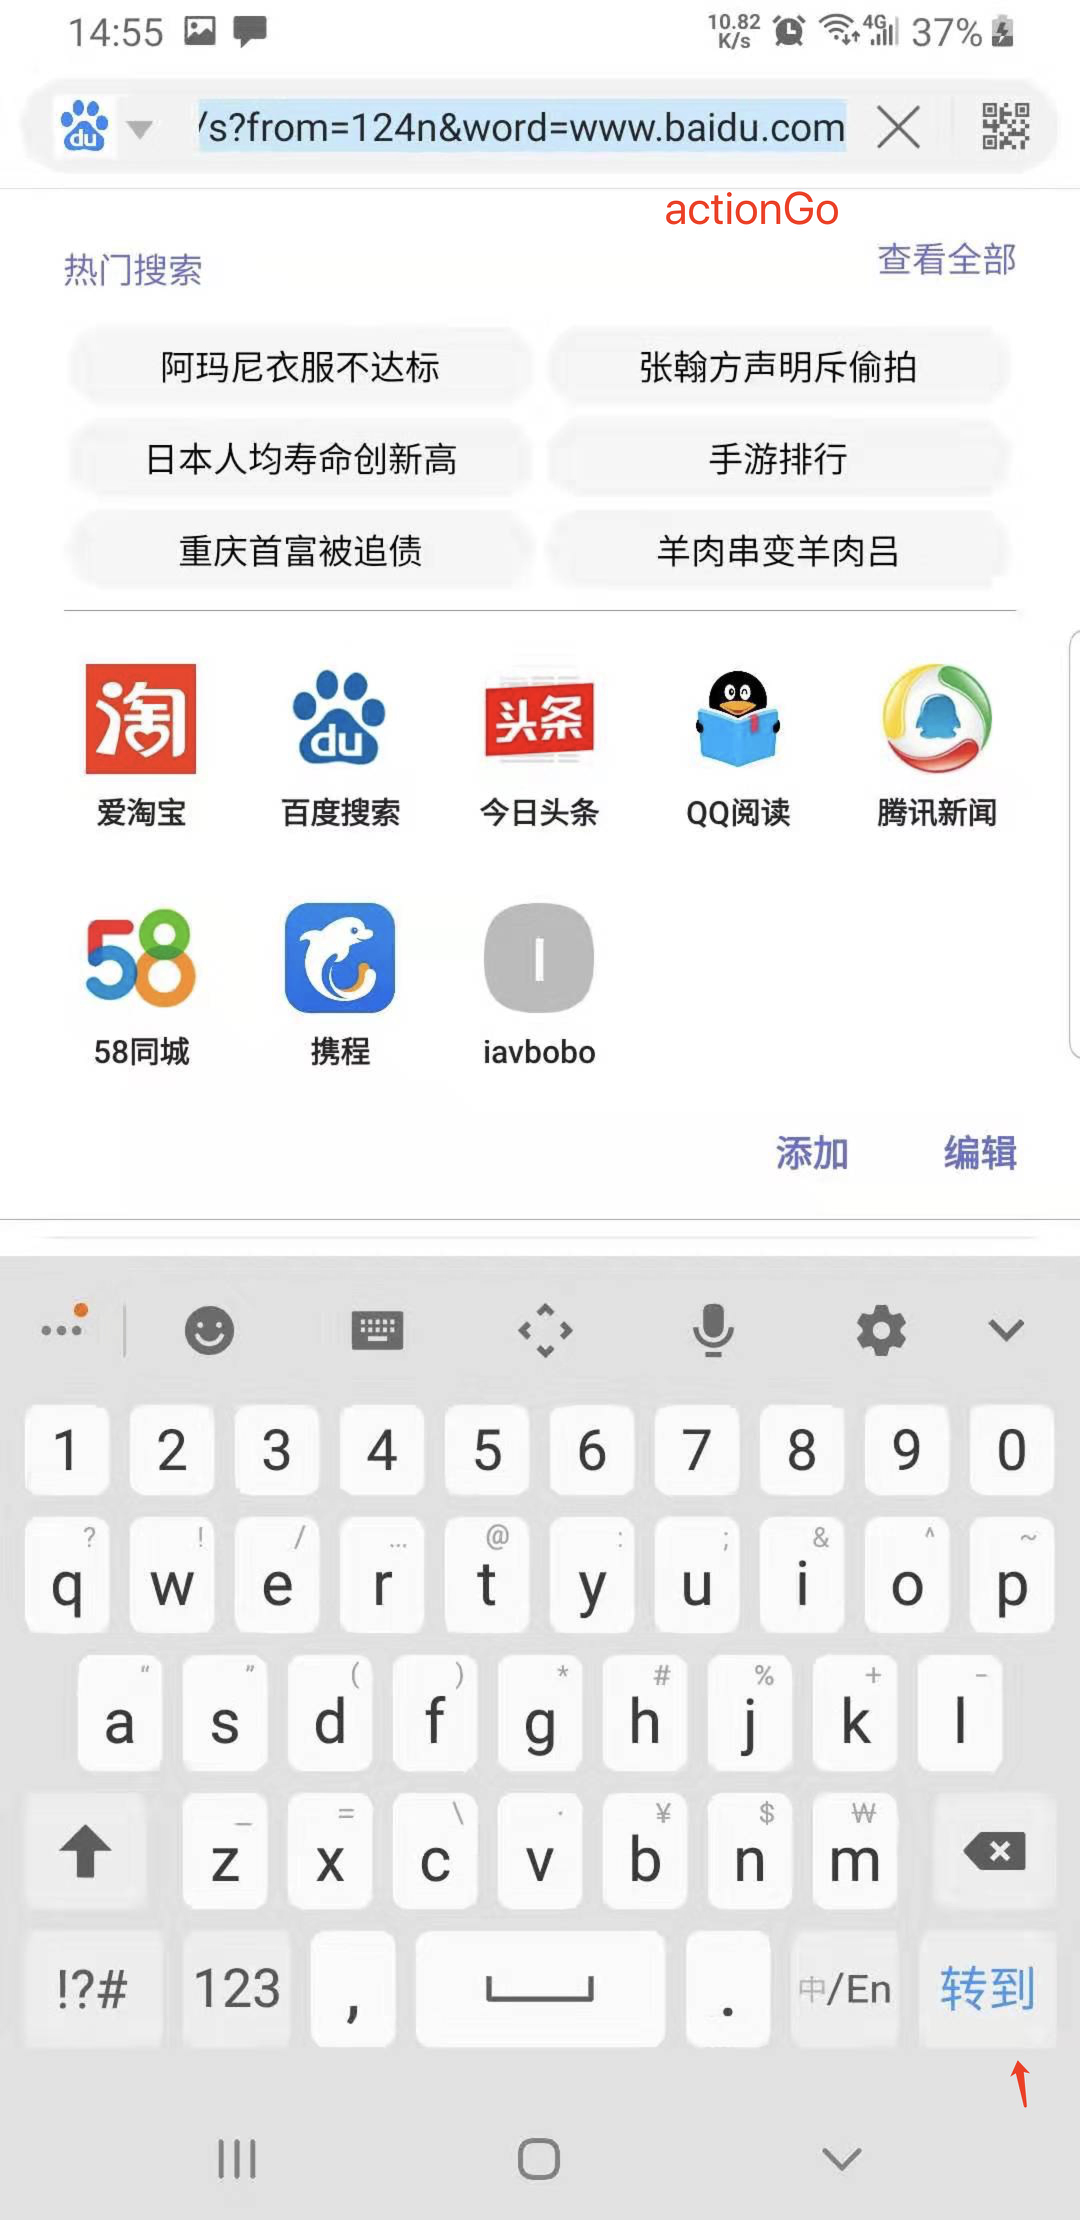 14:55 10.82 K/s 4G 37%
du /s?from=124n&word=www.baidu.com
actionGo
热门搜索 查看全部
阿玛尼衣服不达标 张翰方声明斥偷拍
日本人均寿命创新高 手游排行
重庆首富被追债 羊肉串变羊肉吕
淘 du 头条
爱淘宝 百度搜索 今日头条 QQ阅读 腾讯新闻
58 I
58同城 携程 iavbobo
添加 编辑
1 2 3 4 5 6 7 8 9 0
? ! / ... @ : ; & ^ ~
q w e r t y u i o p
“ ” ( ) * # % + -
a s d f g h j k l
_ = \ · ¥ $ ₩
z x c v b n m
!?# 123 , . 中/En 转到